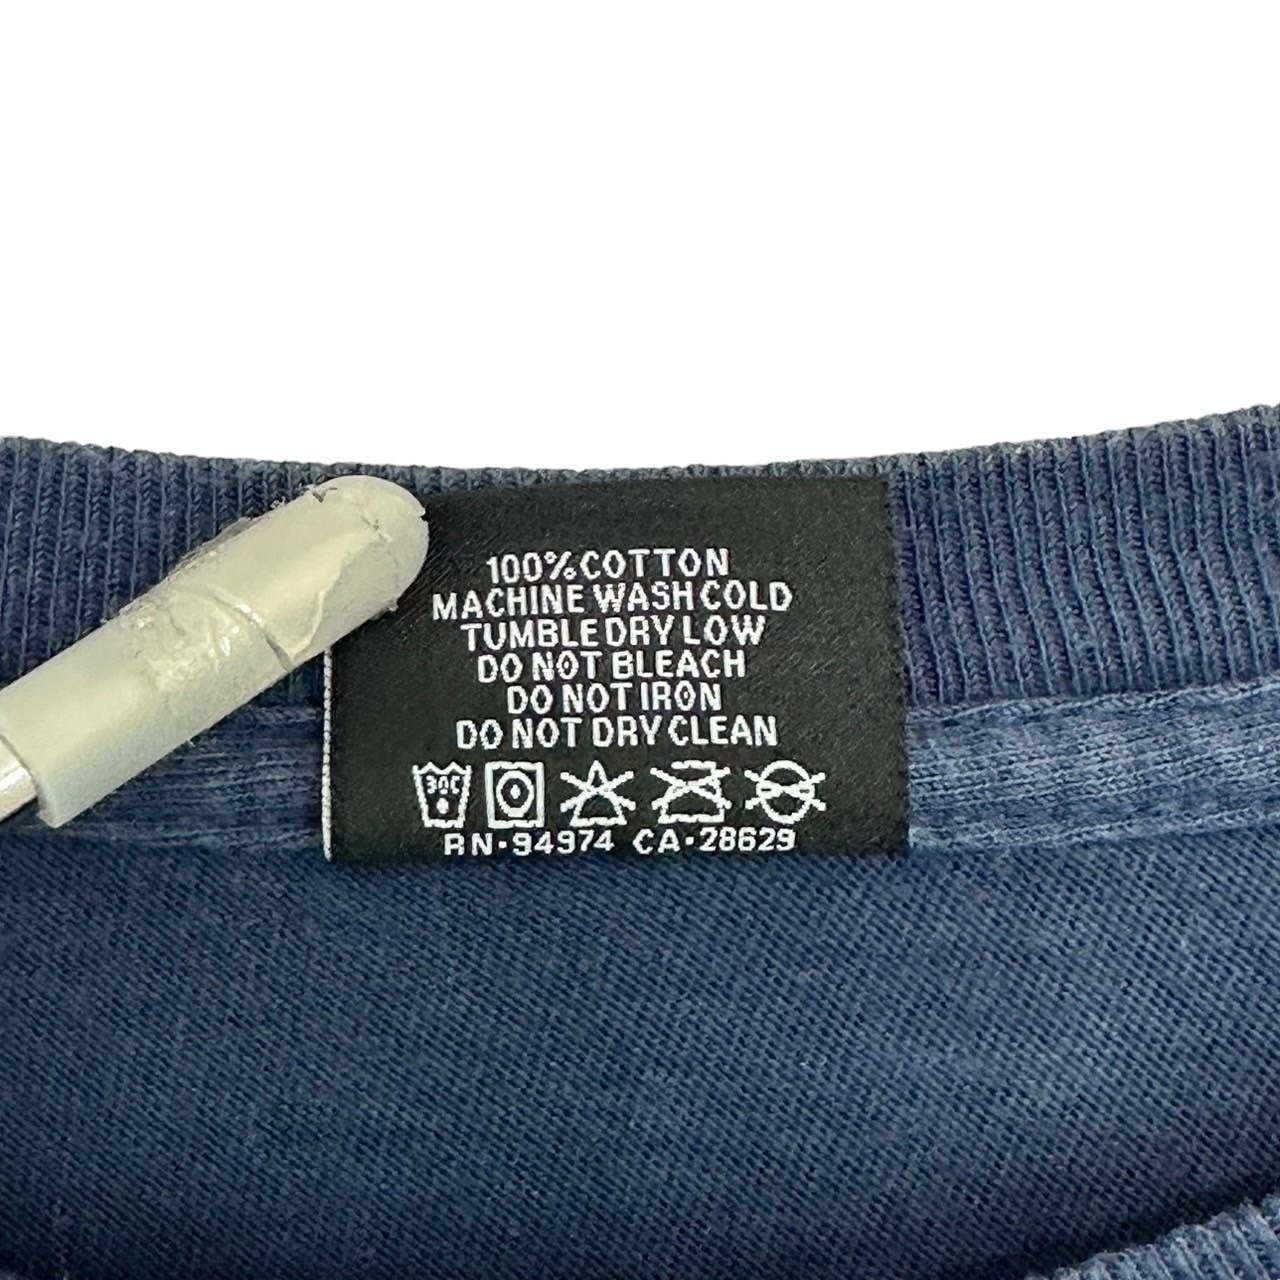 100% COTTON
MACHINE WASH COLD
TUMBLE DRY LOW
DO NOT BLEACH
DO NOT IRON
DO NOT DRY CLEAN
30C
RN·94974 CA·28629